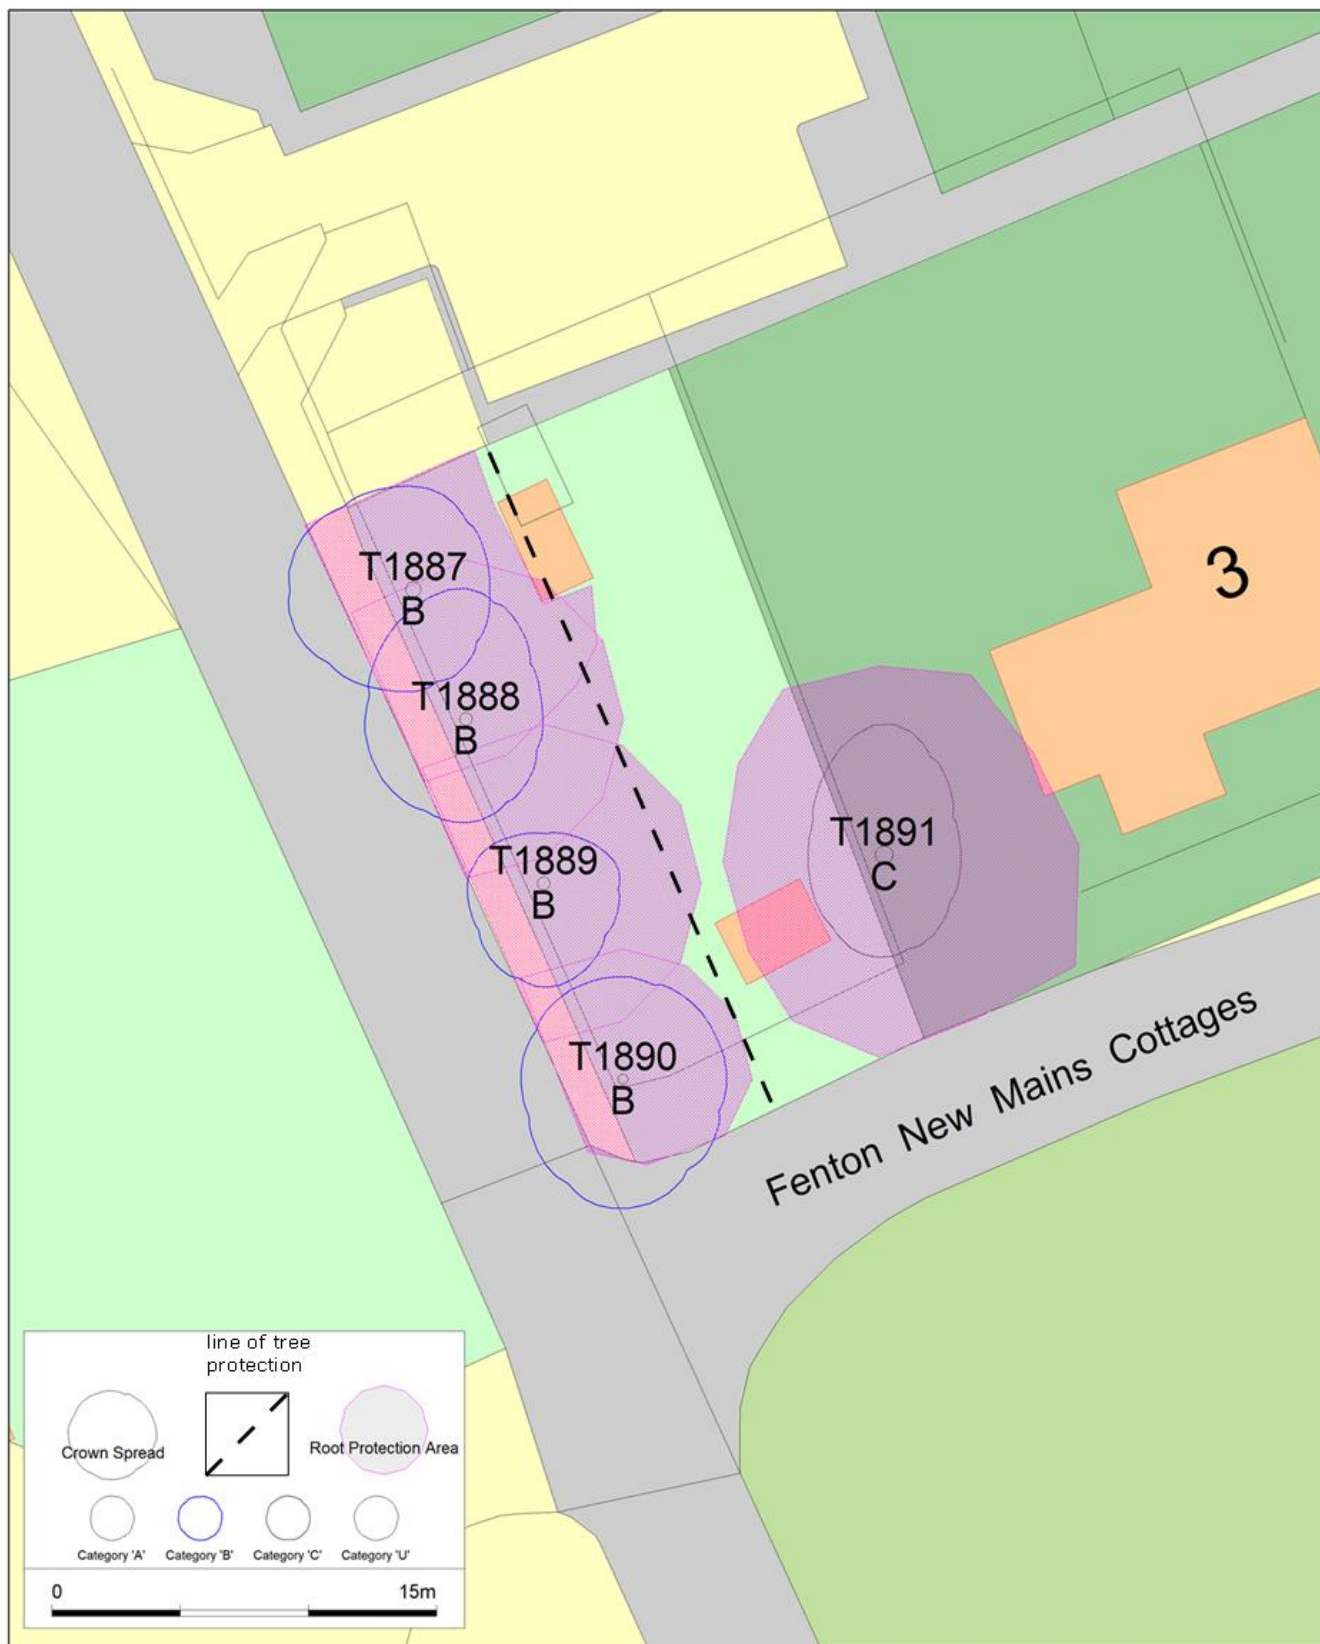 T1887
B
T1888
B
T1889
B
T1890
B
T1891
C
3
Fenton New Mains Cottages
line of tree
protection
Crown Spread
Root Protection Area
Category 'A'
Category 'B'
Category 'C'
Category 'U'
0
15m